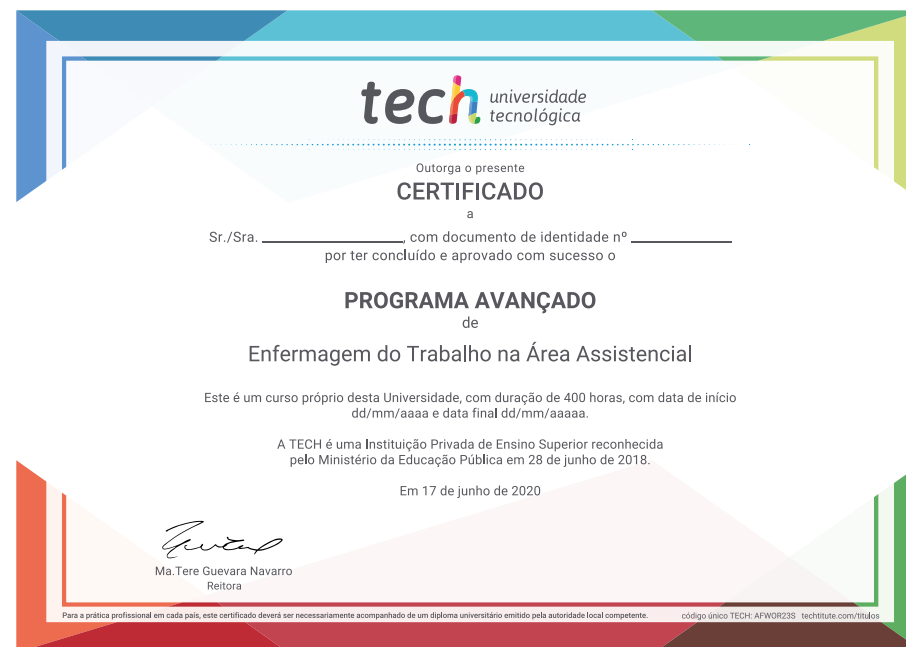 tech universidade
tecnológica
Outorga o presente
CERTIFICADO
a
Sr./Sra. ____________, com documento de identidade nº ____________
por ter concluído e aprovado com sucesso o
PROGRAMA AVANÇADO
de
Enfermagem do Trabalho na Área Assistencial
Este é um curso próprio desta Universidade, com duração de 400 horas, com data de início
dd/mm/aaaa e data final dd/mm/aaaaa.
A TECH é uma Instituição Privada de Ensino Superior reconhecida
pelo Ministério da Educação Pública em 28 de junho de 2018.
Em 17 de junho de 2020
Ma.Tere Guevara Navarro
Reitora
Para a prática profissional em cada país, este certificado deverá ser necessariamente acompanhado de um diploma universitário emitido pela autoridade local competente. código único TECH: AFWOR23S techtitute.com/titulos